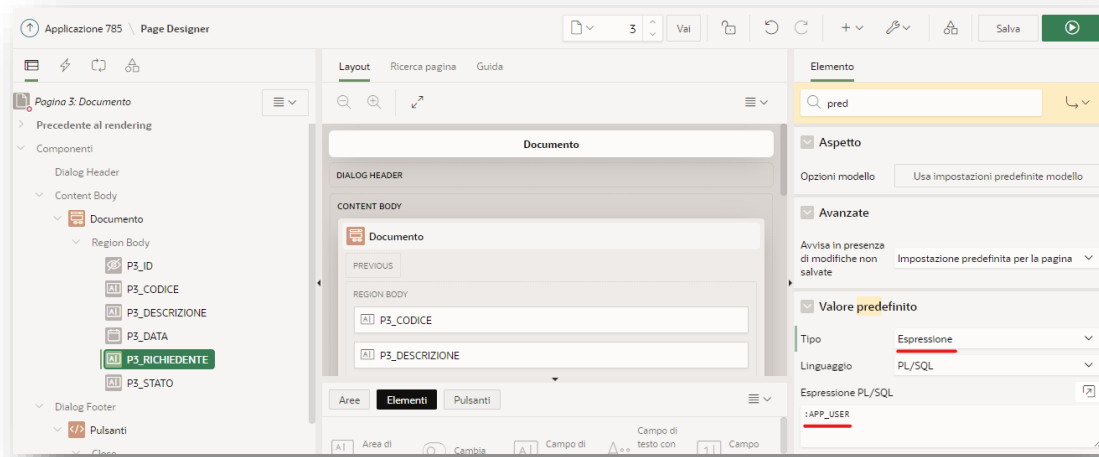 Applicazione 785 \ Page Designer
3
Vai
Salva
Pagina 3: Documento
Precedente al rendering
Componenti
Dialog Header
Content Body
Documento
Region Body
P3_ID
P3_CODICE
P3_DESCRIZIONE
P3_DATA
P3_RICHIEDENTE
P3_STATO
Dialog Footer
Pulsanti
Close
Layout
Ricerca pagina
Guida
Documento
DIALOG HEADER
CONTENT BODY
Documento
PREVIOUS
REGION BODY
P3_CODICE
P3_DESCRIZIONE
Aree
Elementi
Pulsanti
Area di
Cambia
Campo di
Campo di
testo con
Campo
Elemento
pred
Aspetto
Opzioni modello
Usa impostazioni predefinite modello
Avanzate
Avvisa in presenza
di modifiche non
salvate
Impostazione predefinita per la pagina
Valore predefinito
Tipo
Espressione
Linguaggio
PL/SQL
Espressione PL/SQL
:APP_USER